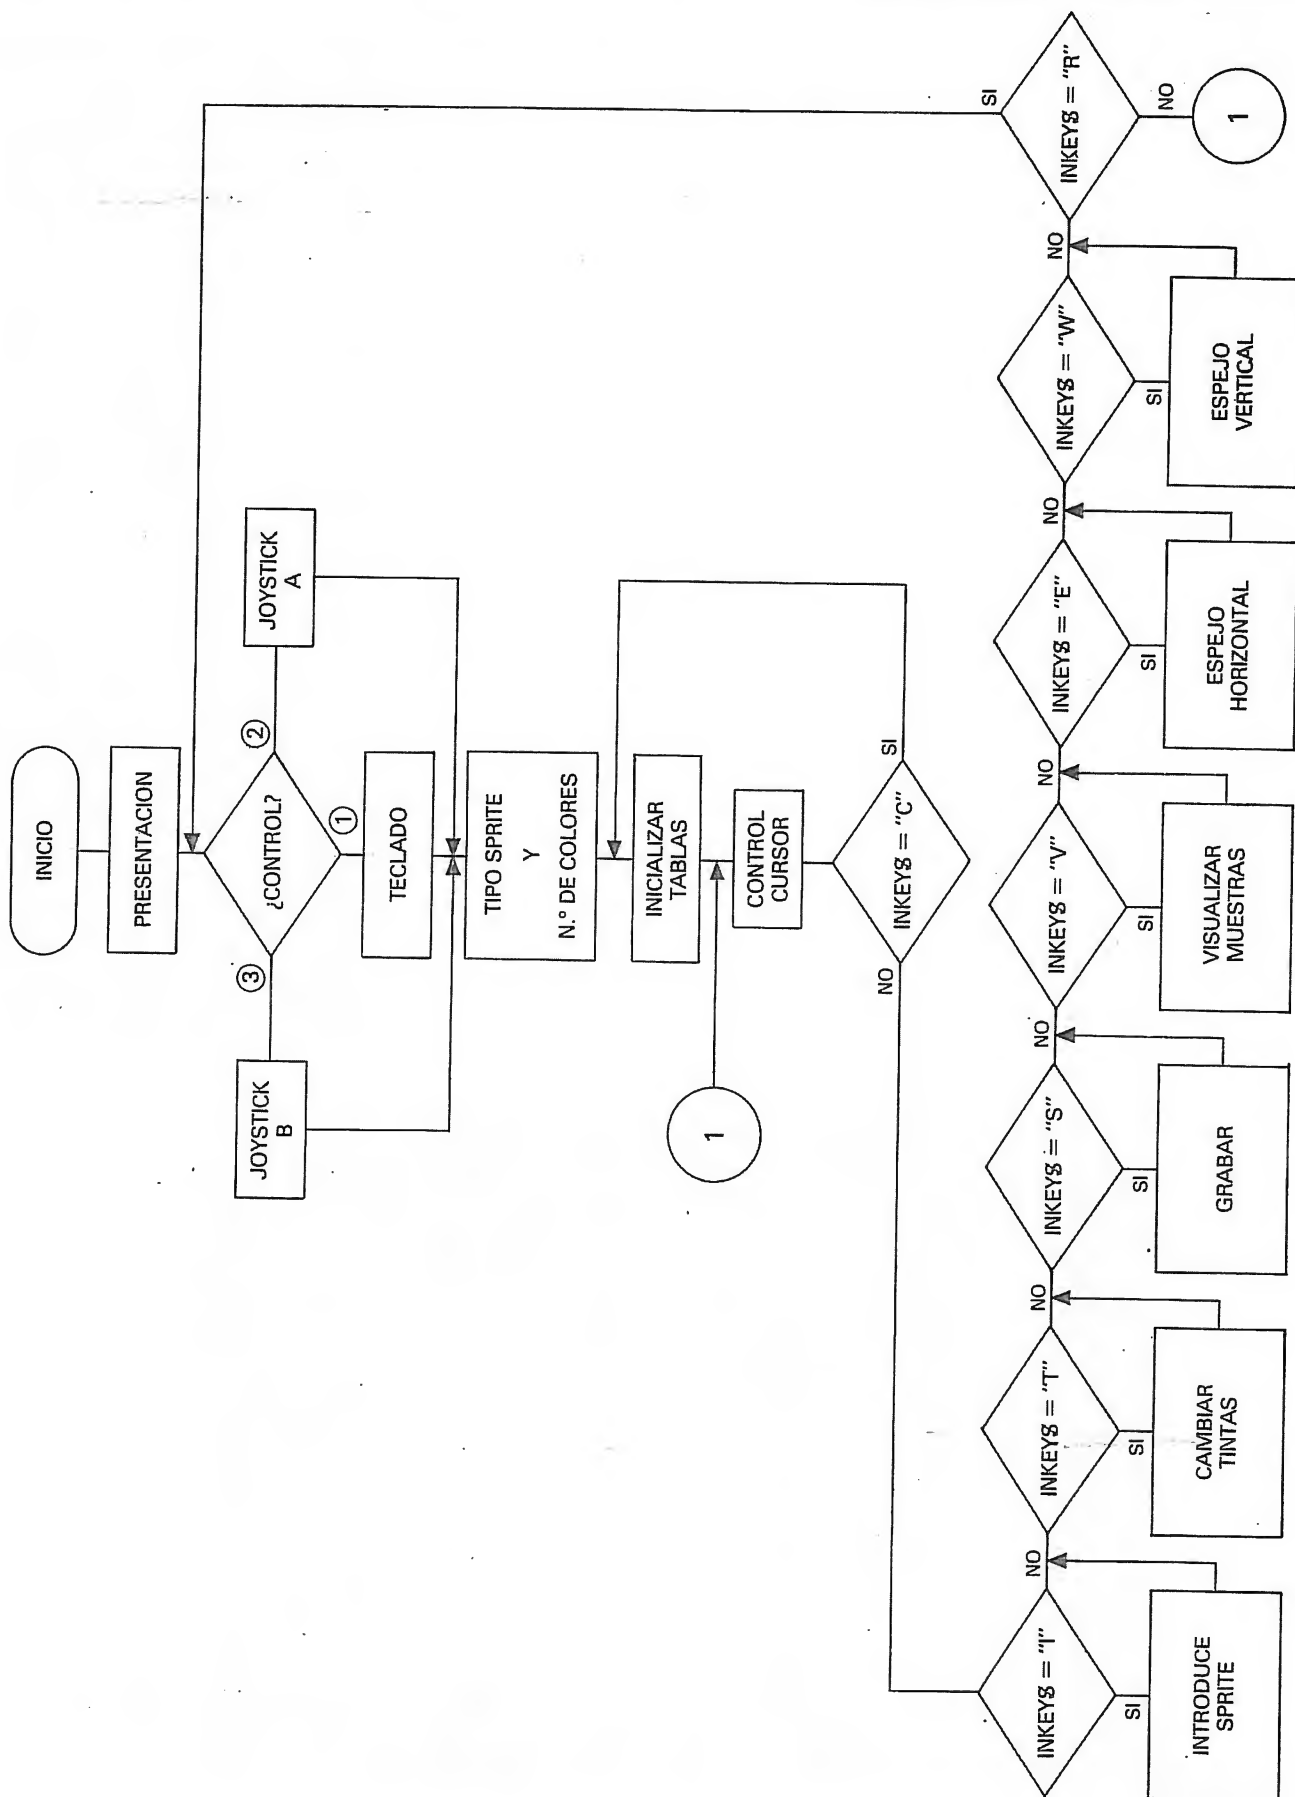 INICIO
PRESENTACION
¿CONTROL?
3
2
1
JOYSTICK
B
JOYSTICK
A
TECLADO
TIPO SPRITE
Y
N.º DE COLORES
INICIALIZAR
TABLAS
1
CONTROL
CURSOR
INKEY$ = "C"
NO
SI
INKEY$ = "I"
NO
SI
INTRODUCE
SPRITE
INKEY$ = "T"
NO
SI
CAMBIAR
TINTAS
INKEY$ = "S"
NO
SI
GRABAR
INKEY$ = "V"
NO
SI
VISUALIZAR
MUESTRAS
INKEY$ = "E"
NO
SI
ESPEJO
HORIZONTAL
INKEY$ = "W"
NO
SI
ESPEJO
VERTICAL
INKEY$ = "R"
SI
NO
1